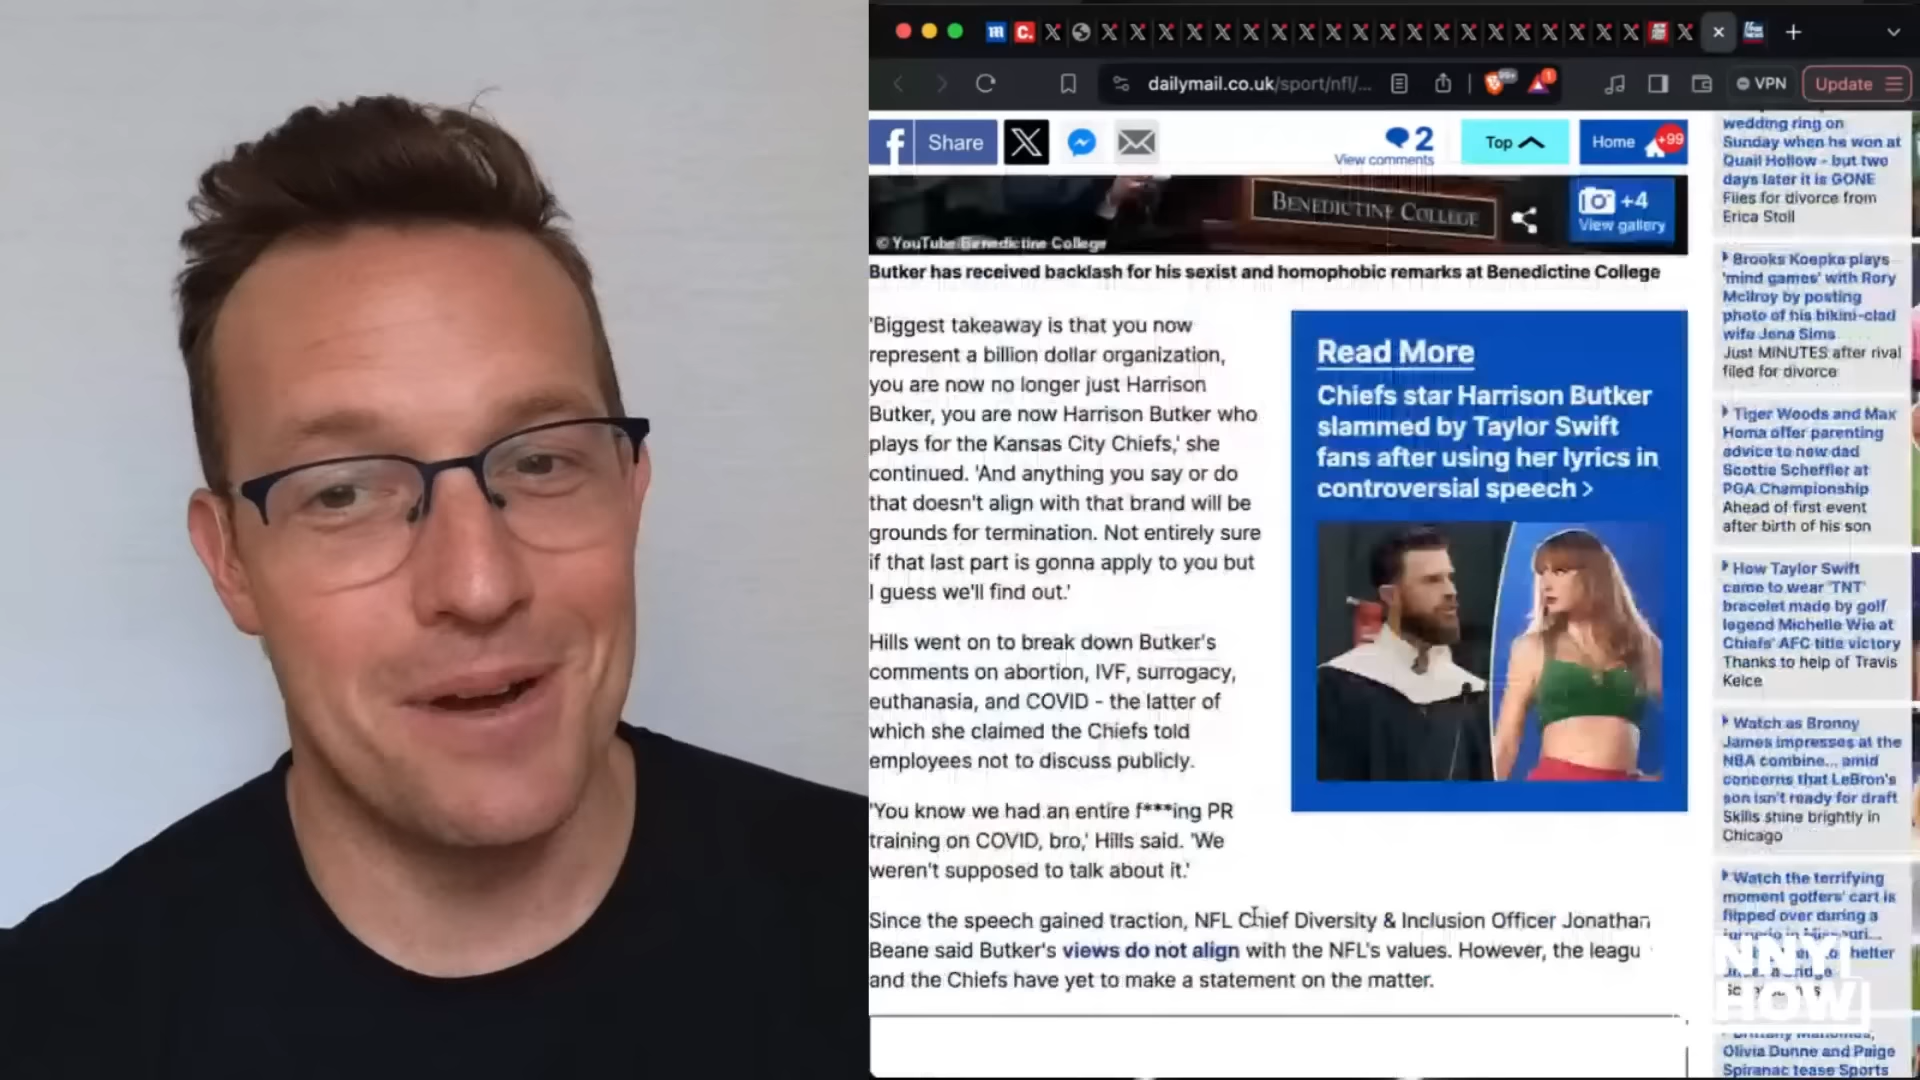 m
C.
dailymail.co.uk/sport/nfl/...
99+
1
VPN
Update
f Share
X
2
View comments
Top
Home
+99
BENEDICTINE COLLEGE
+4
View gallery
© YouTube/Benedictine College
Butker has received backlash for his sexist and homophobic remarks at Benedictine College
'Biggest takeaway is that you now
represent a billion dollar organization,
you are now no longer just Harrison
Butker, you are now Harrison Butker who
plays for the Kansas City Chiefs,' she
continued. 'And anything you say or do
that doesn't align with that brand will be
grounds for termination. Not entirely sure
if that last part is gonna apply to you but
I guess we'll find out.'
Hills went on to break down Butker's
comments on abortion, IVF, surrogacy,
euthanasia, and COVID - the latter of
which she claimed the Chiefs told
employees not to discuss publicly.
'You know we had an entire f***ing PR
training on COVID, bro,' Hills said. 'We
weren't supposed to talk about it.'
Since the speech gained traction, NFL Chief Diversity & Inclusion Officer Jonathan
Beane said Butker's views do not align with the NFL's values. However, the leagu
and the Chiefs have yet to make a statement on the matter.
Read More
Chiefs star Harrison Butker
slammed by Taylor Swift
fans after using her lyrics in
controversial speech >
wedding ring on
Sunday when he won at
Quail Hollow - but two
days later it is GONE
Files for divorce from
Erica Stoll
Brooks Koepka plays
'mind games' with Rory
McIlroy by posting
photo of his bikini-clad
wife Jena Sims
Just MINUTES after rival
filed for divorce
Tiger Woods and Max
Homa offer parenting
advice to new dad
Scottie Scheffler at
PGA Championship
Ahead of first event
after birth of his son
How Taylor Swift
came to wear 'TNT'
bracelet made by golf
legend Michelle Wie at
Chiefs' AFC title victory
Thanks to help of Travis
Kelce
Watch as Bronny
James impresses at the
NBA combine... amid
concerns that LeBron's
son isn't ready for draft
Skills shine brightly in
Chicago
Watch the terrifying
moment golfers' cart is
flipped over during a
NNY
HOW
Olivia Dunne and Paige
Spiranac tease Sports